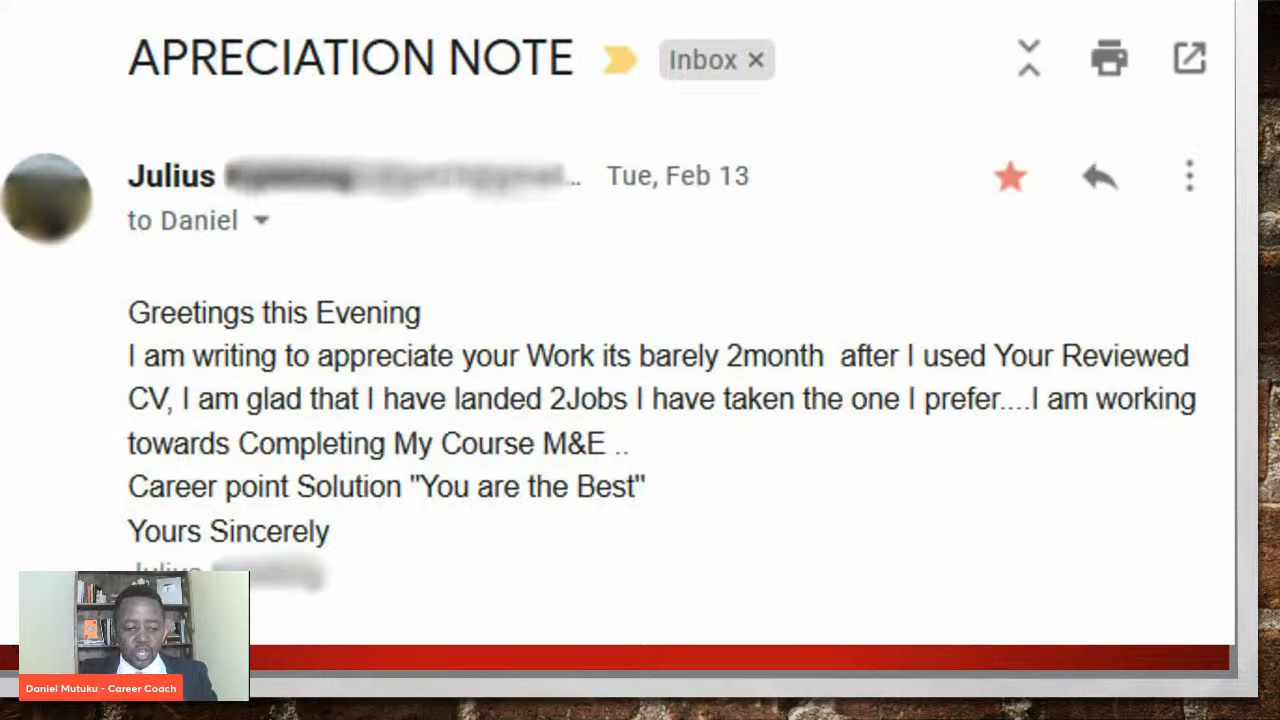 APRECIATION NOTE
Inbox ×
Julius
Tue, Feb 13
to Daniel
Greetings this Evening
I am writing to appreciate your Work its barely 2month after I used Your Reviewed
CV, I am glad that I have landed 2Jobs I have taken the one I prefer....I am working
towards Completing My Course M&E ..
Career point Solution "You are the Best"
Yours Sincerely
Julius
Daniel Mutuku - Career Coach